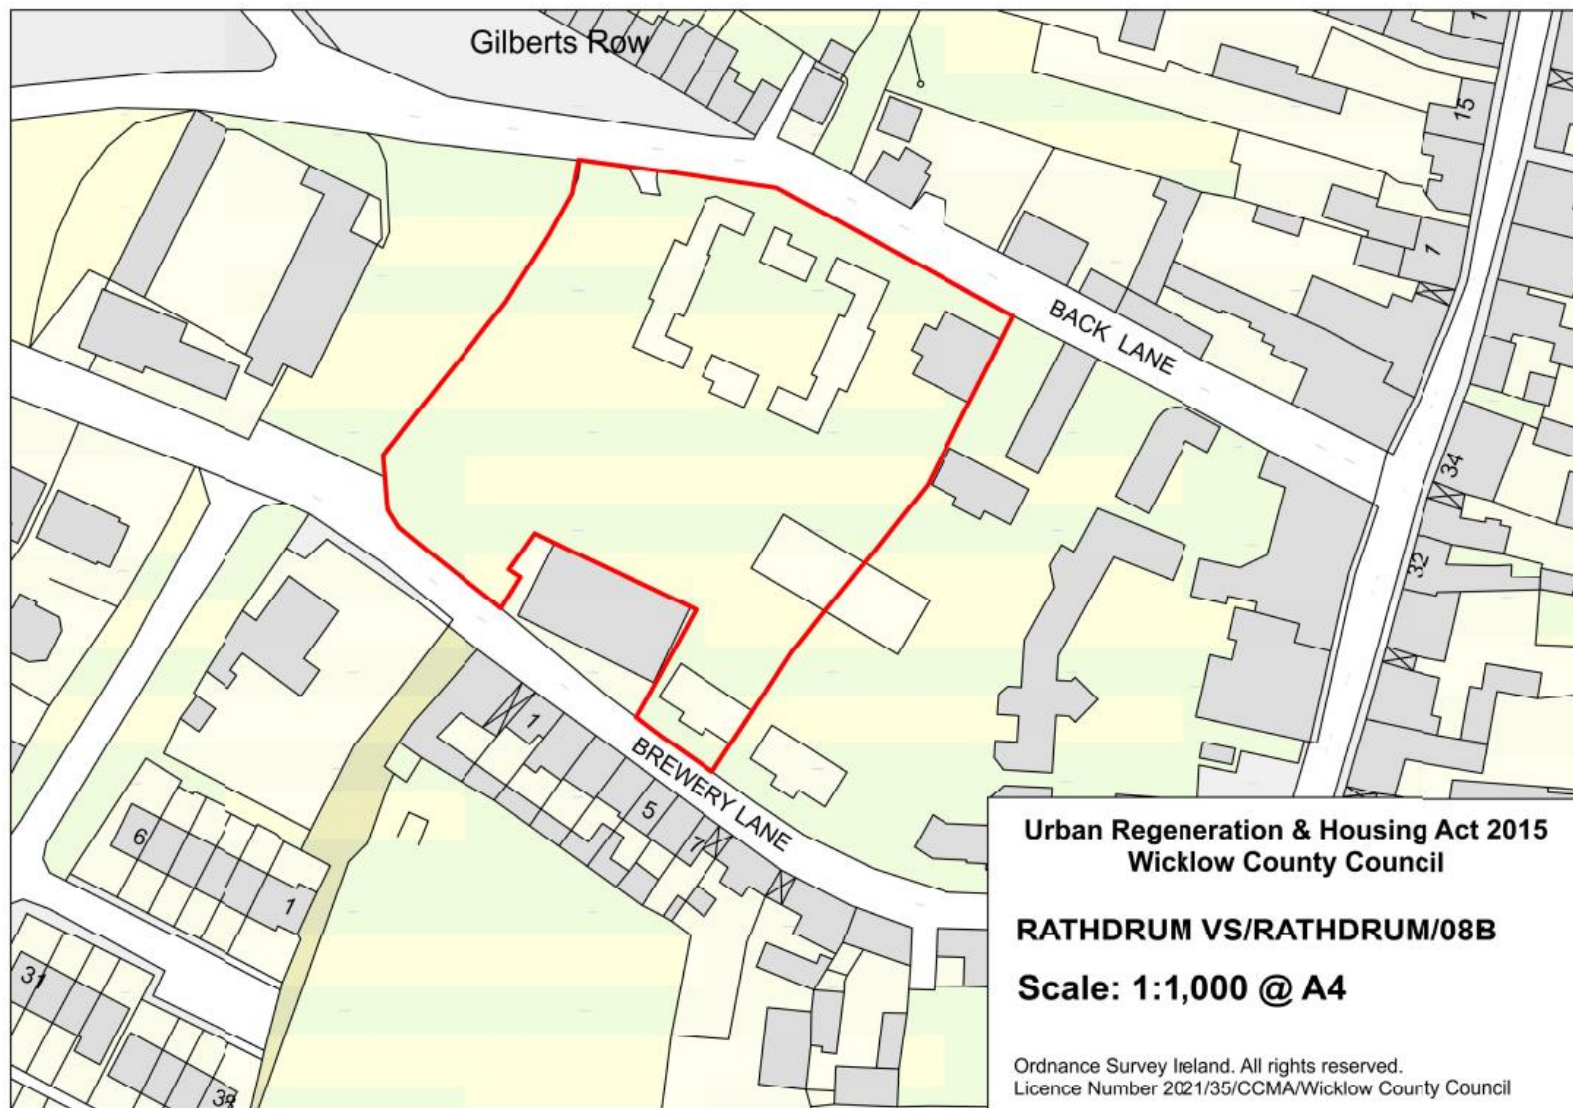 Gilberts Row
15
1
BACK LANE
34
32
1
BREWERY LANE
5
7
6
1
31
38
Urban Regeneration & Housing Act 2015
Wicklow County Council
RATHDRUM VS/RATHDRUM/08B
Scale: 1:1,000 @ A4
Ordnance Survey Ireland. All rights reserved.
Licence Number 2021/35/CCMA/Wicklow County Council